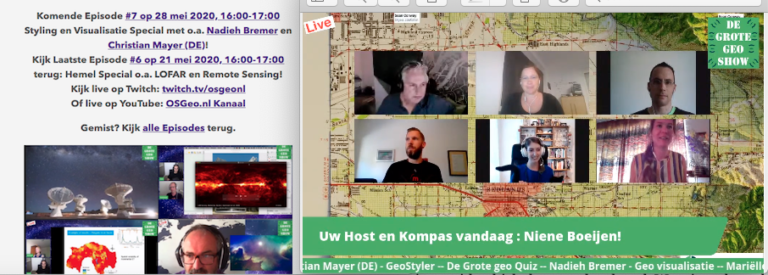 Komende Episode #7 op 28 mei 2020, 16:00-17:00
Styling en Visualisatie Special met o.a. Nadieh Bremer en
Christian Mayer (DE)!
Kijk Laatste Episode #6 op 21 mei 2020, 16:00-17:00
terug: Hemel Special o.a. LOFAR en Remote Sensing!
Kijk live op Twitch: twitch.tv/osgeonl
Of live op YouTube: OSGeo.nl Kanaal
Gemist? Kijk alle Episodes terug.
Live
DE
GROTE
GEO
SHOW
Uw Host en Kompas vandaag : Niene Boeijen!
tian Mayer (DE) - GeoStyler -- De Grote geo Quiz -- Nadieh Bremer - Geo visualisatie -- Mariëll